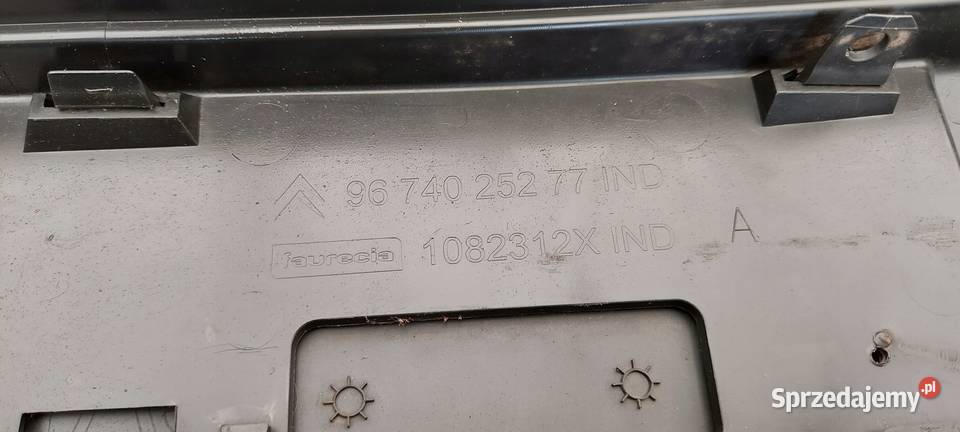 96 740 252 77 IND
faurecia 1082312X IND A
Sprzedajemy.pl